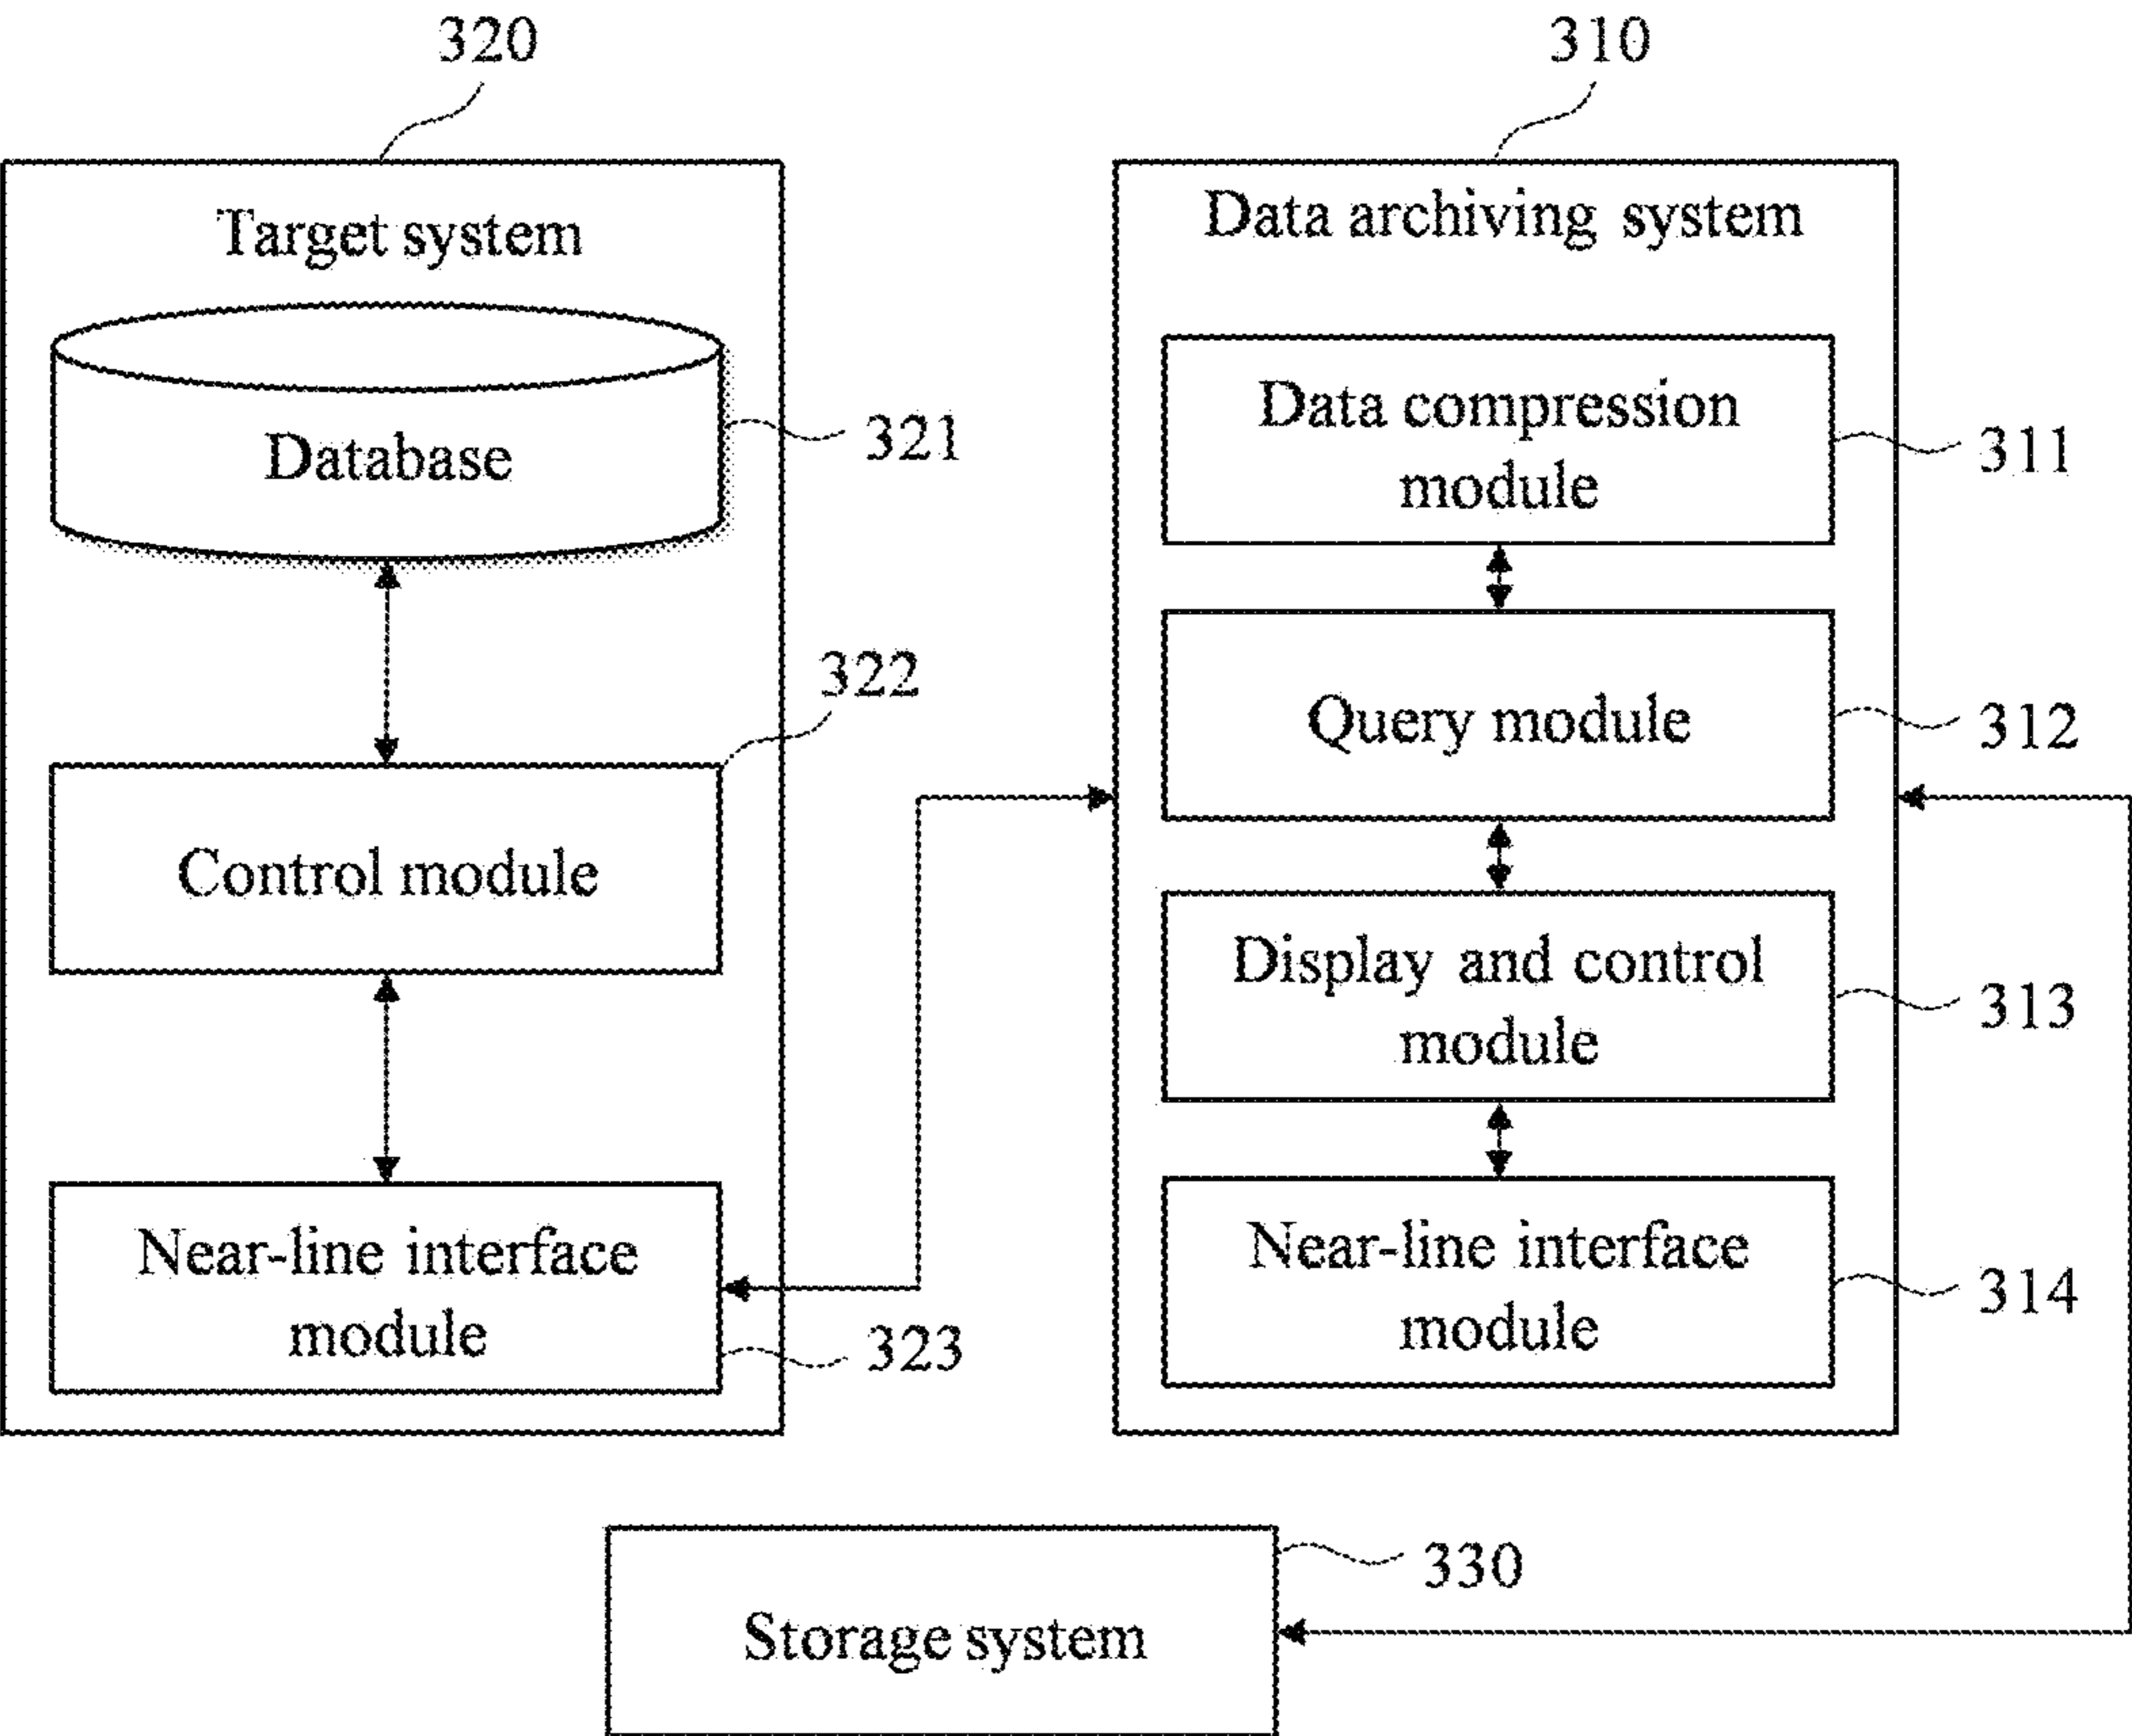 320
310
Target system
Database
321
322
Control module
Near-line interface
module
323
Data archiving system
Data compression
module
311
Query module
312
Display and control
module
313
Near-line interface
module
314
330
Storage system